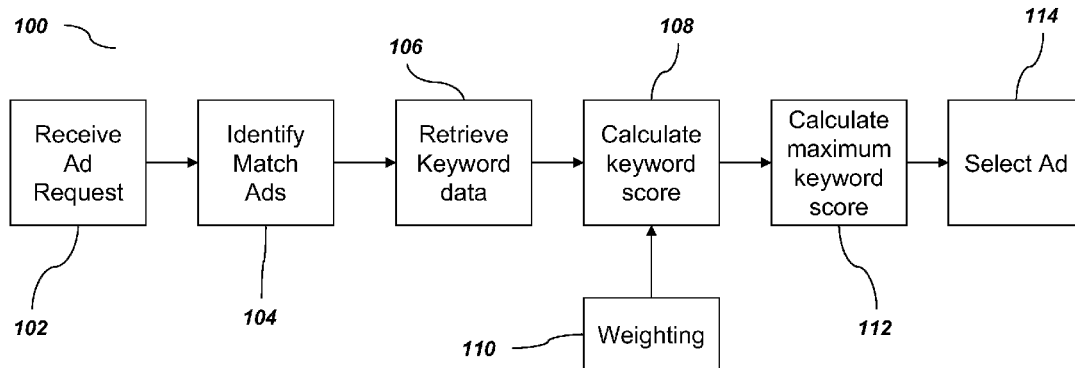 100
106
108
114
Receive
Ad
Request
Identify
Match
Ads
Retrieve
Keyword
data
Calculate
keyword
score
Calculate
maximum
keyword
score
Select Ad
102
104
110
Weighting
112